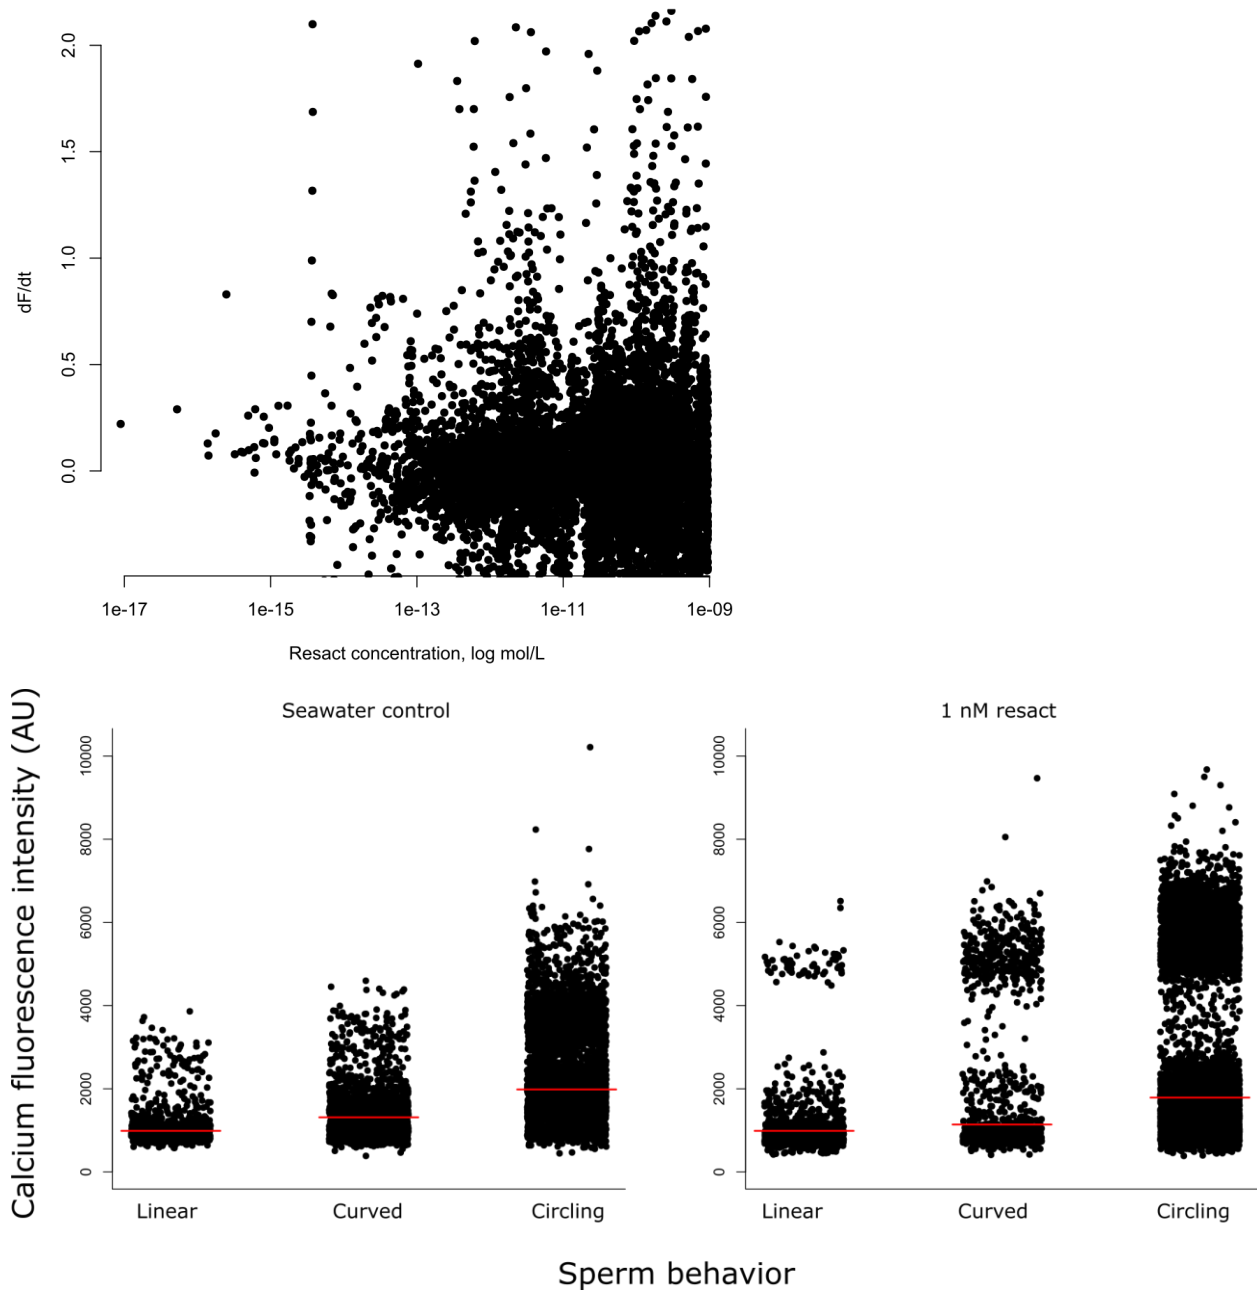 2.0
1.5
1.0
0.5
0.0
dF/dt
1e-17 1e-15 1e-13 1e-11 1e-09
Resact concentration, log mol/L
Calcium fluorescence intensity (AU)
Seawater control
10000
8000
6000
4000
2000
0
Linear Curved Circling
1 nM resact
10000
8000
6000
4000
2000
0
Linear Curved Circling
Sperm behavior